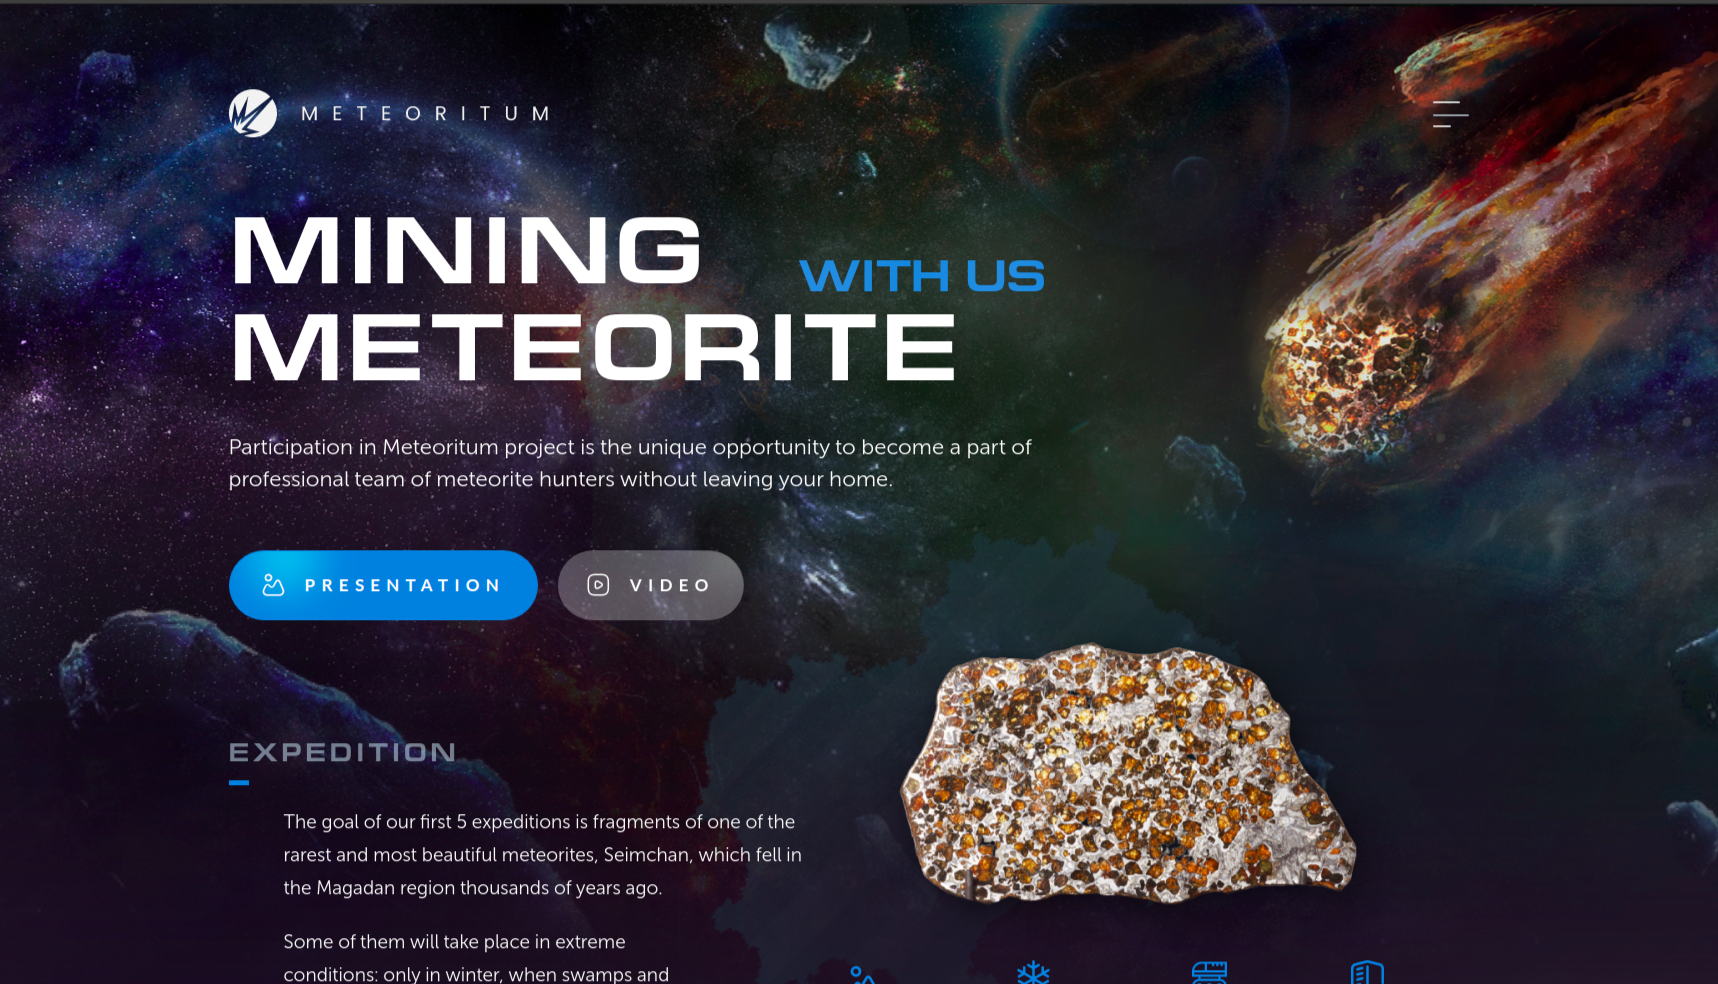 METEORITUM
MINING
WITH US
METEORITE
Participation in Meteoritum project is the unique opportunity to become a part of
professional team of meteorite hunters without leaving your home.
PRESENTATION
VIDEO
EXPEDITION
The goal of our first 5 expeditions is fragments of one of the
rarest and most beautiful meteorites, Seimchan, which fell in
the Magadan region thousands of years ago.
Some of them will take place in extreme
conditions: only in winter, when swamps and